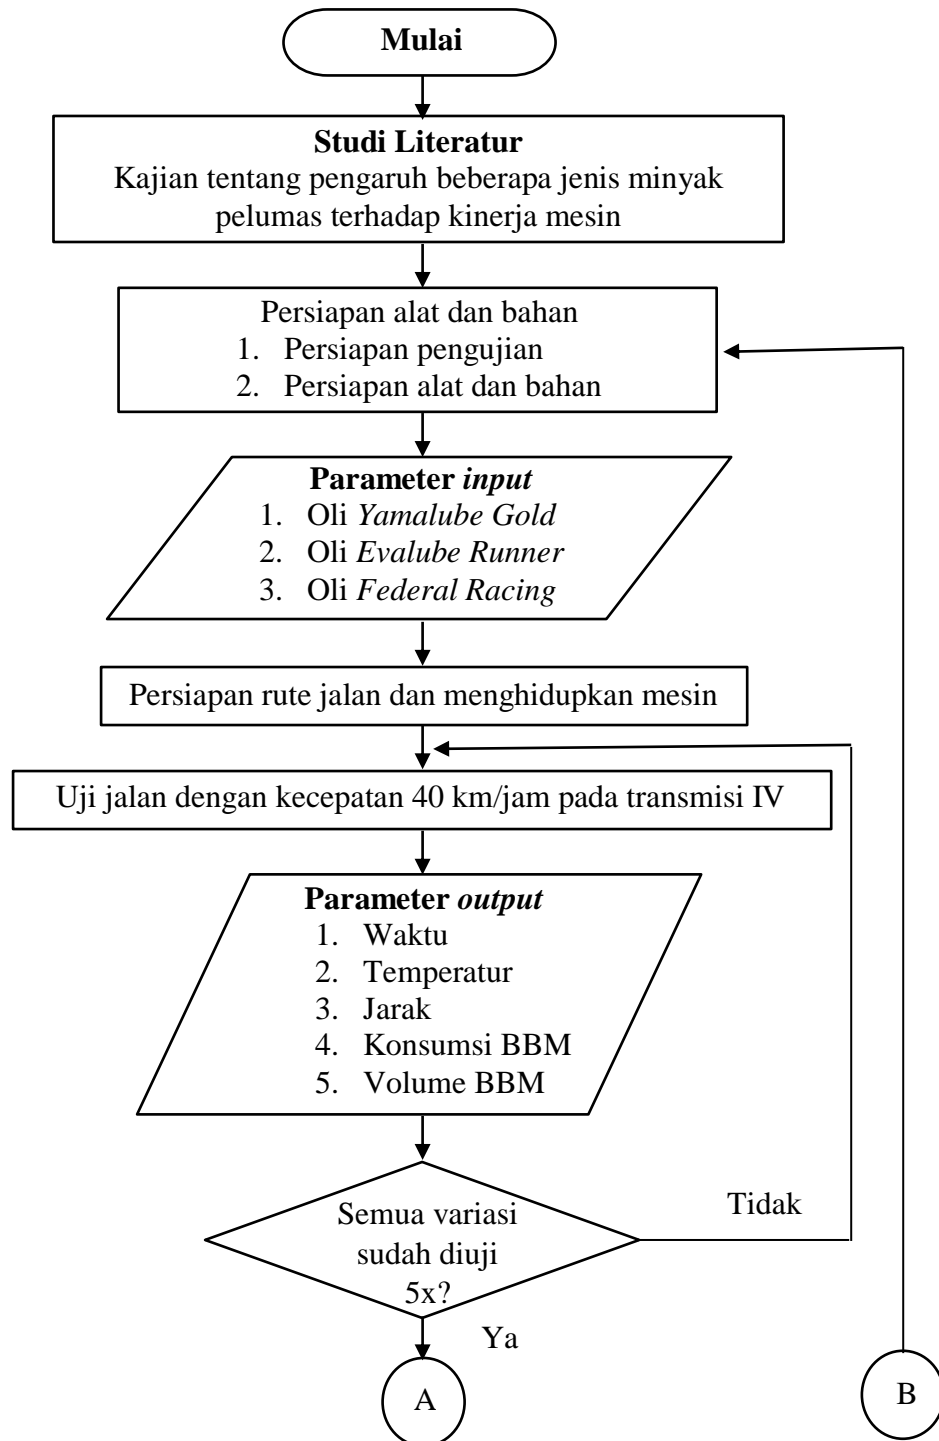 Mulai
Studi Literatur
Kajian tentang pengaruh beberapa jenis minyak
pelumas terhadap kinerja mesin
Persiapan alat dan bahan
1. Persiapan pengujian
2. Persiapan alat dan bahan
Parameter input
1. Oli Yamalube Gold
2. Oli Evalube Runner
3. Oli Federal Racing
Persiapan rute jalan dan menghidupkan mesin
Uji jalan dengan kecepatan 40 km/jam pada transmisi IV
Parameter output
1. Waktu
2. Temperatur
3. Jarak
4. Konsumsi BBM
5. Volume BBM
Semua variasi
sudah diuji
5x?
Tidak
Ya
A
B